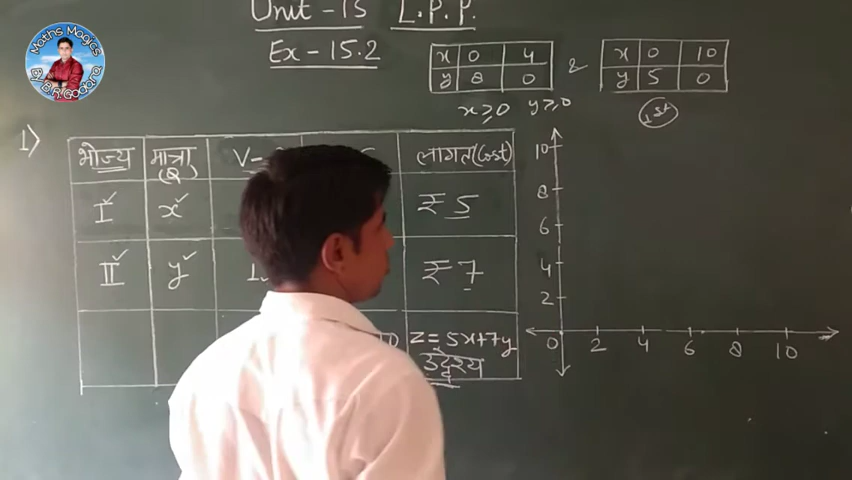 Unit - 15 L.P.P.
Ex - 15.2
x 0 4
y 8 0
&
x 0 10
y 5 0
x ≥ 0 y ≥ 0
1st
Maths Magics
By B.R. Godara
1)
भोज्य मात्रा (Q) V- लागत (Cost)
I ✓ x ✓ ₹ 5
II ✓ y ✓ ₹ 7
z = 5x+7y
उद्देश्य
10
8
6
4
2
0 2 4 6 8 10